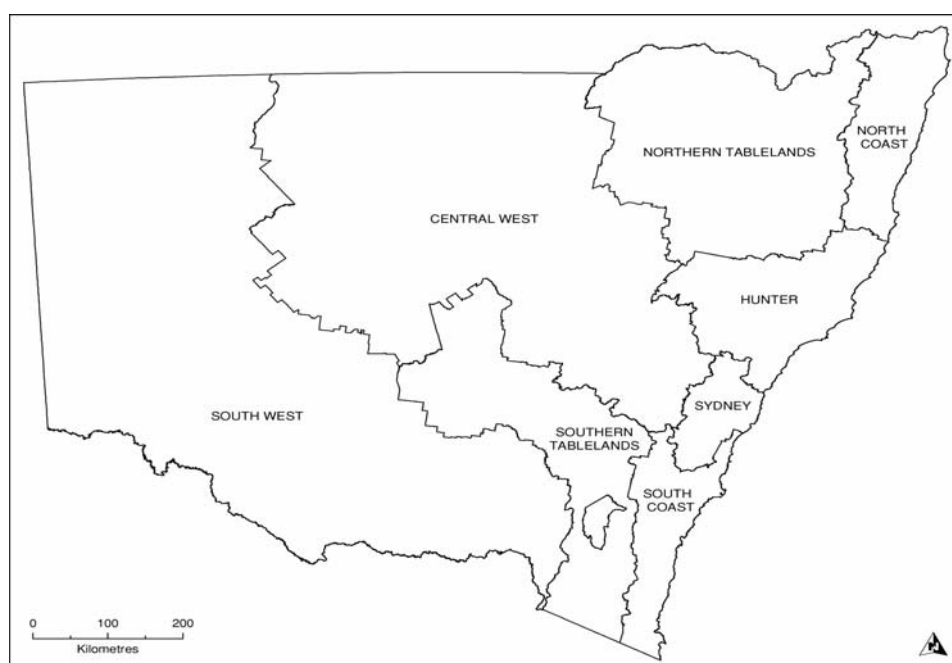 NORTH
COAST
NORTHERN TABLELANDS
CENTRAL WEST
HUNTER
SYDNEY
SOUTH WEST
SOUTHERN
TABLELANDS
SOUTH
COAST
0 100 200
Kilometres